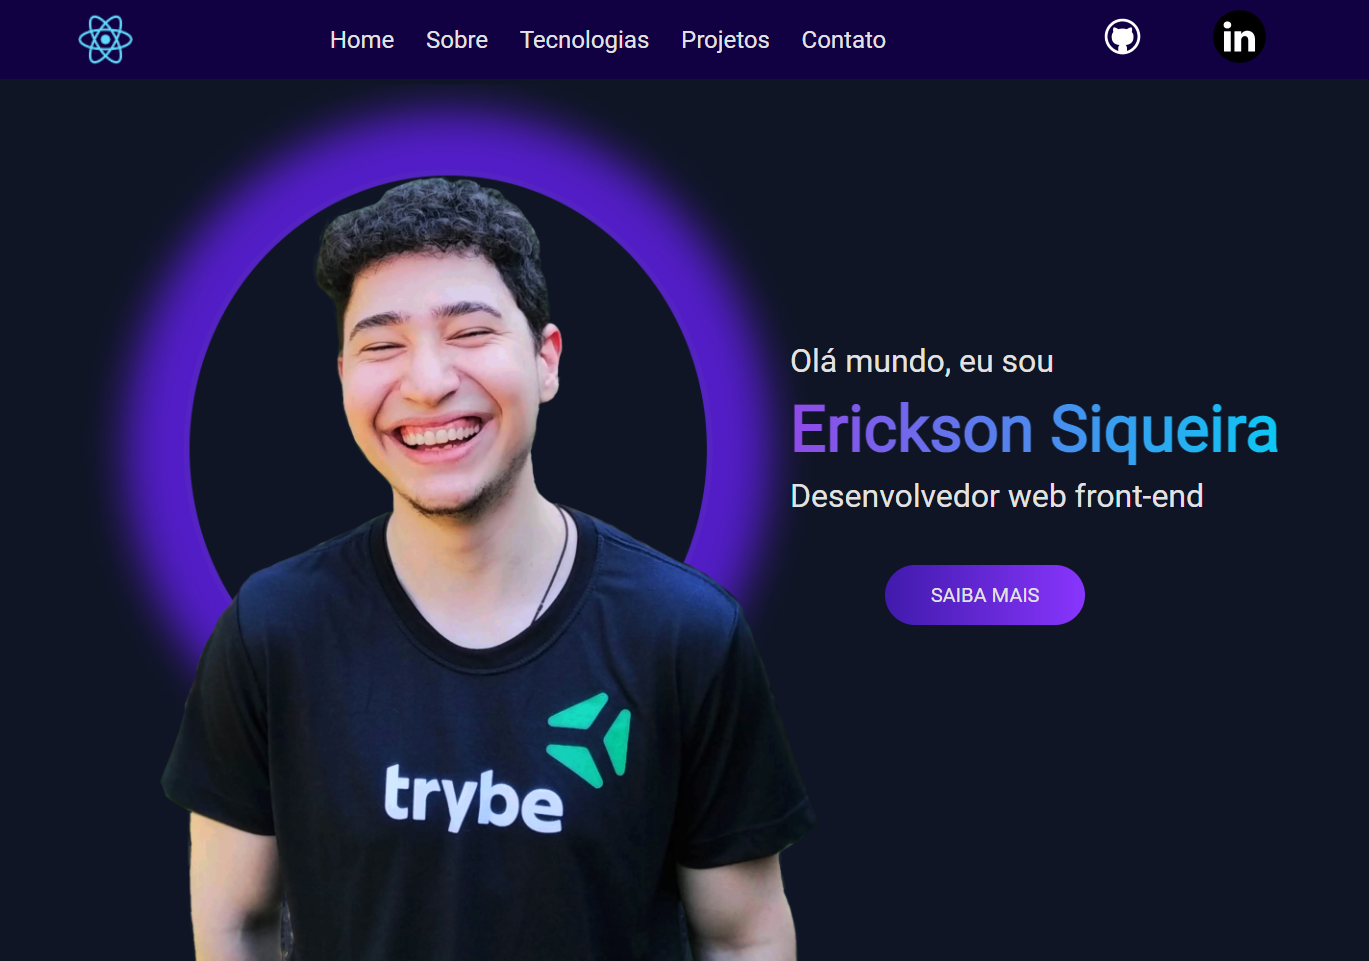 Home Sobre Tecnologias Projetos Contato
in
Olá mundo, eu sou
Erickson Siqueira
Desenvolvedor web front-end
SAIBA MAIS
trybe